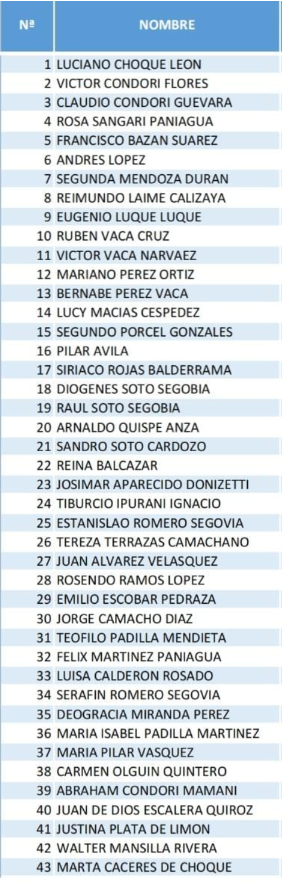 Nª NOMBRE
1 LUCIANO CHOQUE LEON
2 VICTOR CONDORI FLORES
3 CLAUDIO CONDORI GUEVARA
4 ROSA SANGARI PANIAGUA
5 FRANCISCO BAZAN SUAREZ
6 ANDRES LOPEZ
7 SEGUNDA MENDOZA DURAN
8 REIMUNDO LAIME CALIZAYA
9 EUGENIO LUQUE LUQUE
10 RUBEN VACA CRUZ
11 VICTOR VACA NARVAEZ
12 MARIANO PEREZ ORTIZ
13 BERNABE PEREZ VACA
14 LUCY MACIAS CESPEDEZ
15 SEGUNDO PORCEL GONZALES
16 PILAR AVILA
17 SIRIACO ROJAS BALDERRAMA
18 DIOGENES SOTO SEGOBIA
19 RAUL SOTO SEGOBIA
20 ARNALDO QUISPE ANZA
21 SANDRO SOTO CARDOZO
22 REINA BALCAZAR
23 JOSIMAR APARECIDO DONIZETTI
24 TIBURCIO IPURANI IGNACIO
25 ESTANISLAO ROMERO SEGOVIA
26 TEREZA TERRAZAS CAMACHANO
27 JUAN ALVAREZ VELASQUEZ
28 ROSENDO RAMOS LOPEZ
29 EMILIO ESCOBAR PEDRAZA
30 JORGE CAMACHO DIAZ
31 TEOFILO PADILLA MENDIETA
32 FELIX MARTINEZ PANIAGUA
33 LUISA CALDERON ROSADO
34 SERAFIN ROMERO SEGOVIA
35 DEOGRACIA MIRANDA PEREZ
36 MARIA ISABEL PADILLA MARTINEZ
37 MARIA PILAR VASQUEZ
38 CARMEN OLGUIN QUINTERO
39 ABRAHAM CONDORI MAMANI
40 JUAN DE DIOS ESCALERA QUIROZ
41 JUSTINA PLATA DE LIMON
42 WALTER MANSILLA RIVERA
43 MARTA CACERES DE CHOQUE